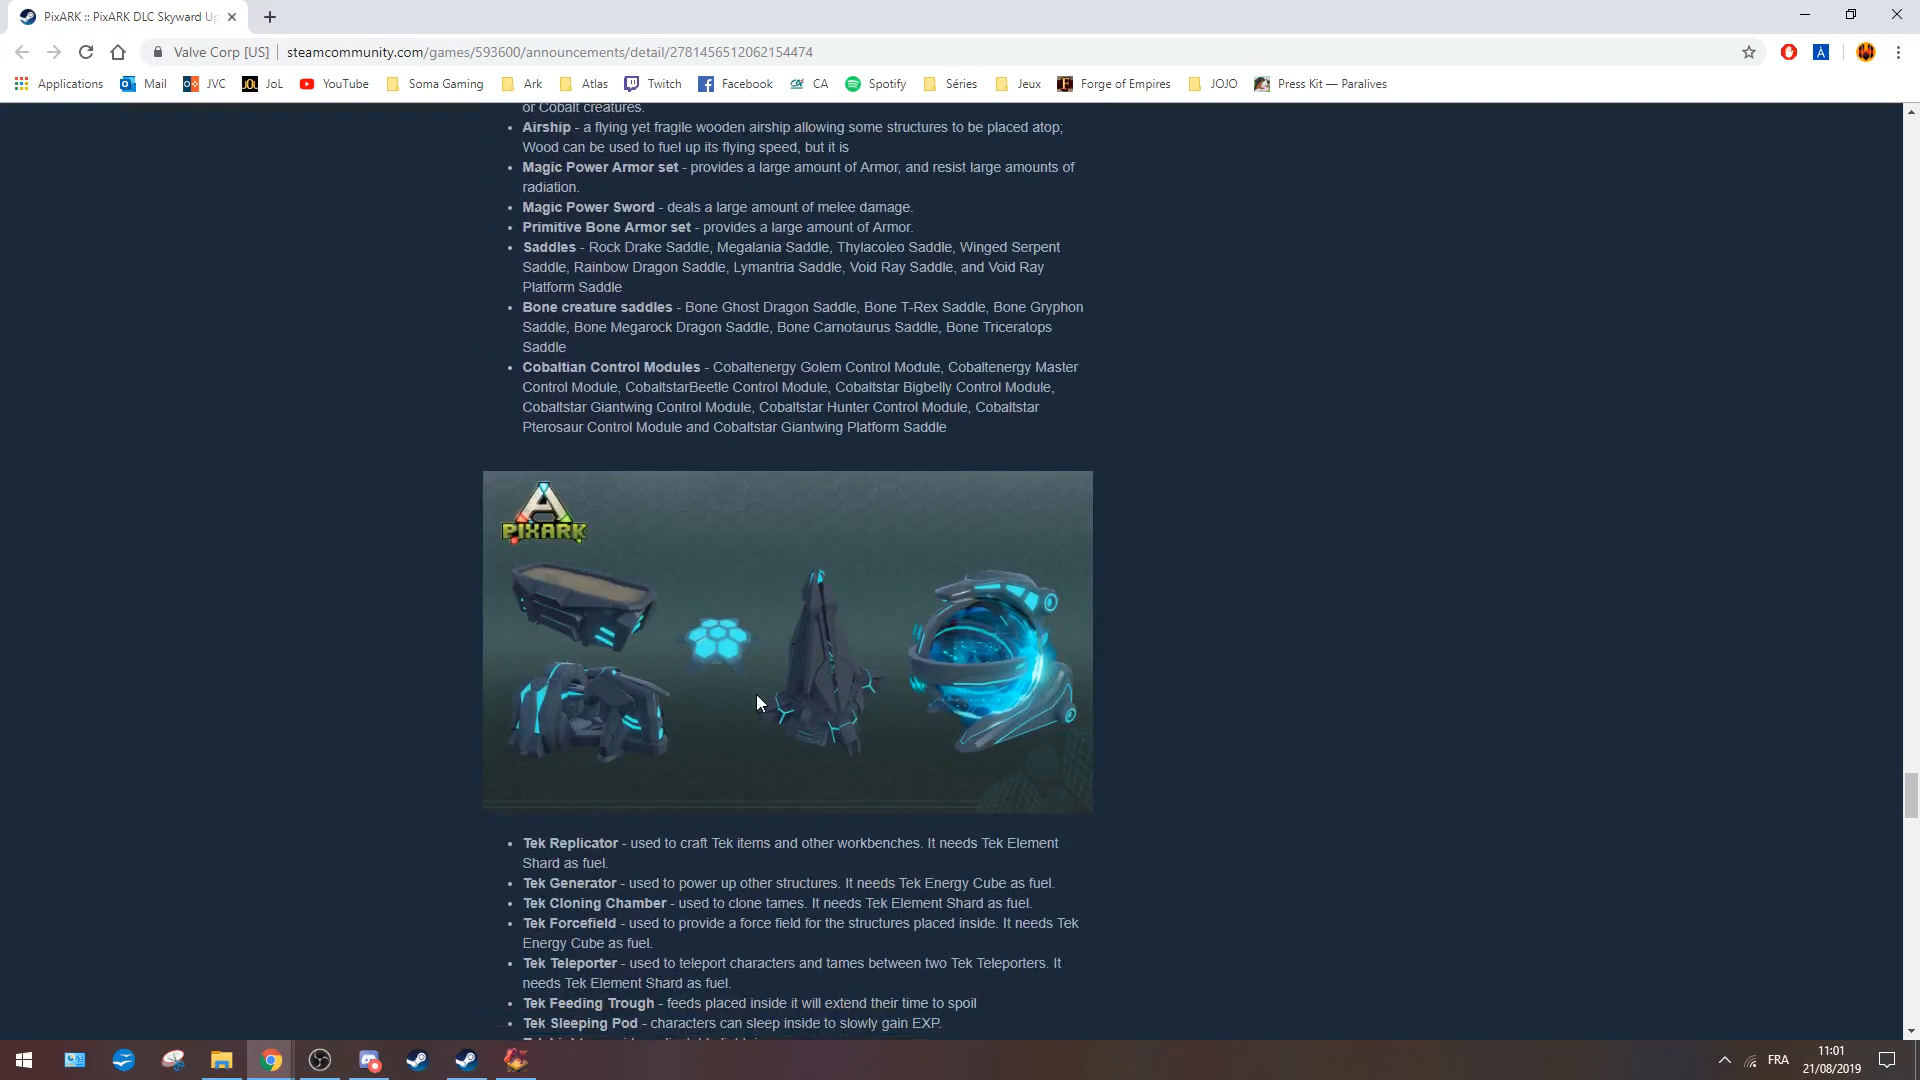 PixARK :: PixARK DLC Skyward Up
Valve Corp [US] | steamcommunity.com/games/593600/announcements/detail/2781456512062154474
Applications Mail JVC JoL YouTube Soma Gaming Ark Atlas Twitch Facebook CA Spotify Séries Jeux Forge of Empires JOJO Press Kit — Paralives
or Cobalt creatures.
Airship - a flying yet fragile wooden airship allowing some structures to be placed atop;
Wood can be used to fuel up its flying speed, but it is
Magic Power Armor set - provides a large amount of Armor, and resist large amounts of
radiation.
Magic Power Sword - deals a large amount of melee damage.
Primitive Bone Armor set - provides a large amount of Armor.
Saddles - Rock Drake Saddle, Megalania Saddle, Thylacoleo Saddle, Winged Serpent
Saddle, Rainbow Dragon Saddle, Lymantria Saddle, Void Ray Saddle, and Void Ray
Platform Saddle
Bone creature saddles - Bone Ghost Dragon Saddle, Bone T-Rex Saddle, Bone Gryphon
Saddle, Bone Megarock Dragon Saddle, Bone Carnotaurus Saddle, Bone Triceratops
Saddle
Cobaltian Control Modules - Cobaltenergy Golem Control Module, Cobaltenergy Master
Control Module, CobaltstarBeetle Control Module, Cobaltstar Bigbelly Control Module,
Cobaltstar Giantwing Control Module, Cobaltstar Hunter Control Module, Cobaltstar
Pterosaur Control Module and Cobaltstar Giantwing Platform Saddle
PIXARK
Tek Replicator - used to craft Tek items and other workbenches. It needs Tek Element
Shard as fuel.
Tek Generator - used to power up other structures. It needs Tek Energy Cube as fuel.
Tek Cloning Chamber - used to clone tames. It needs Tek Element Shard as fuel.
Tek Forcefield - used to provide a force field for the structures placed inside. It needs Tek
Energy Cube as fuel.
Tek Teleporter - used to teleport characters and tames between two Tek Teleporters. It
needs Tek Element Shard as fuel.
Tek Feeding Trough - feeds placed inside it will extend their time to spoil
Tek Sleeping Pod - characters can sleep inside to slowly gain EXP.
FRA
11:01
21/08/2019